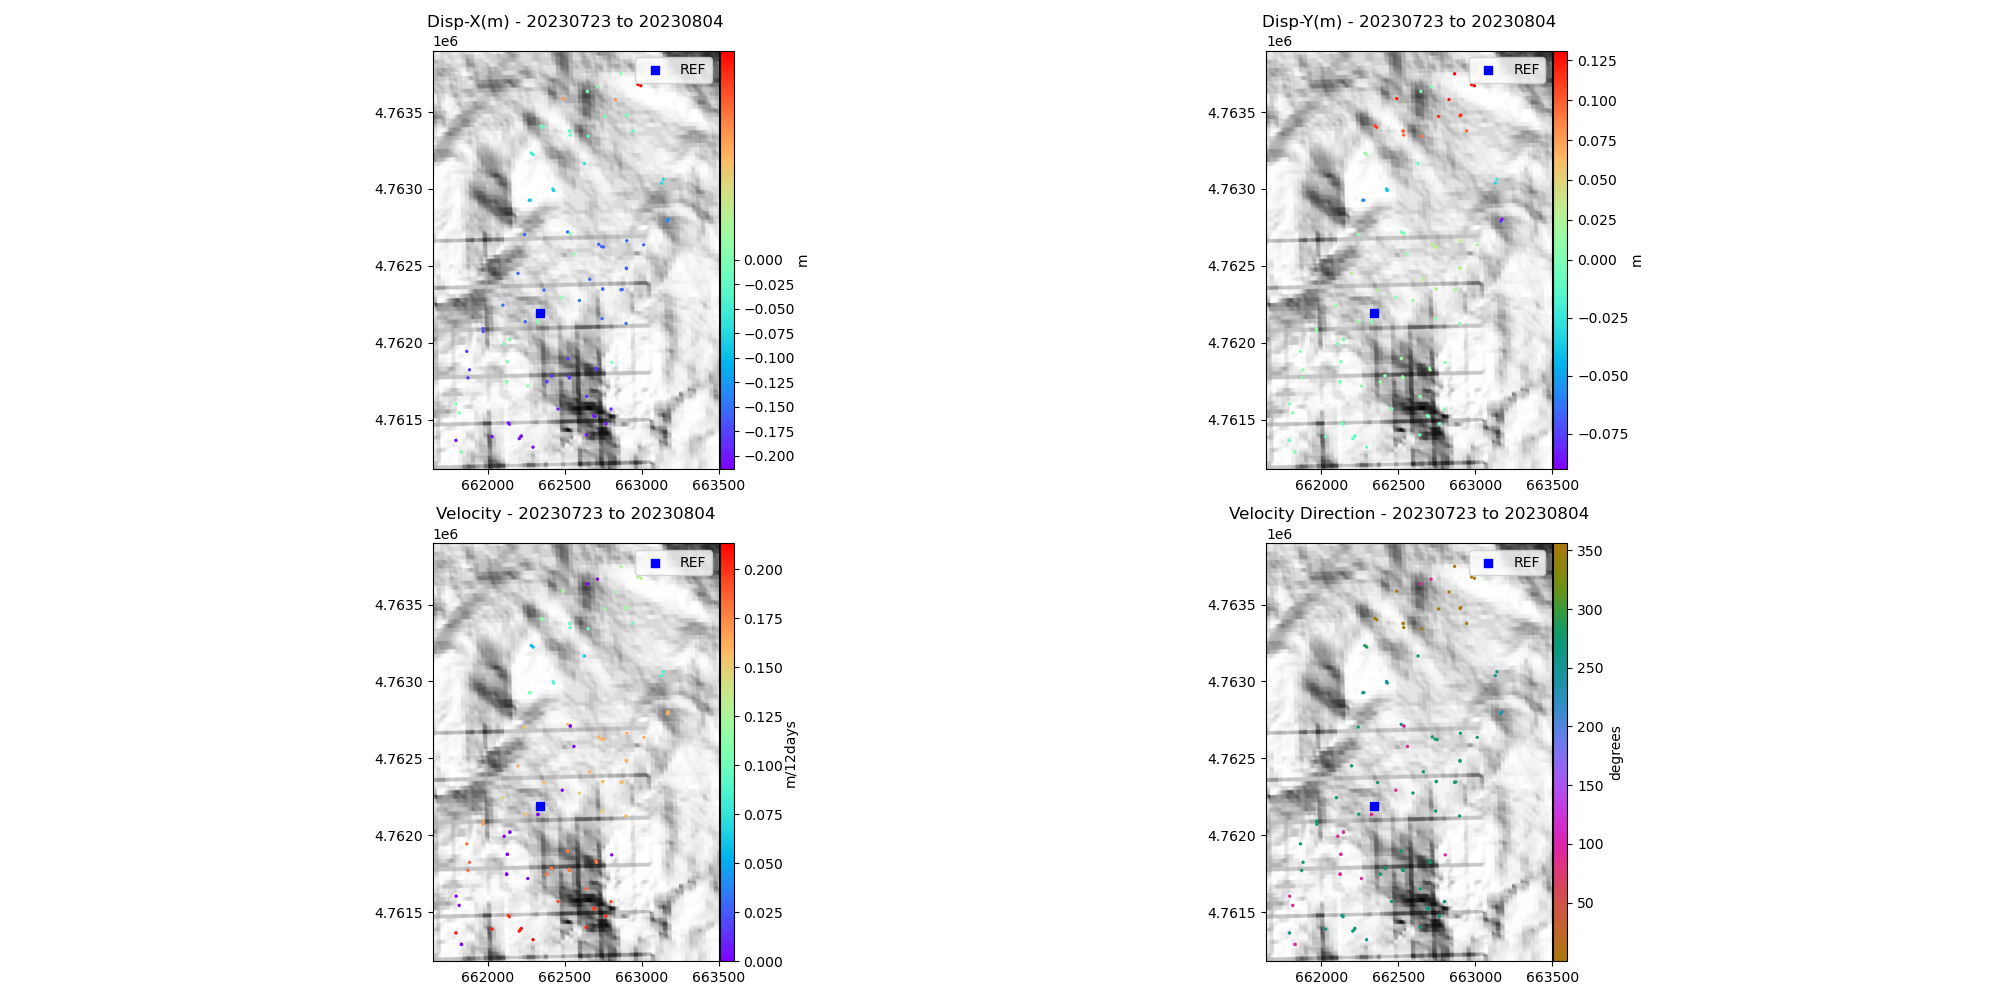 Disp-X(m) - 20230723 to 20230804
1e6
REF
4.7635
4.7630
4.7625
4.7620
4.7615
662000 662500 663000 663500
0.000
−0.025
−0.050
−0.075
−0.100
−0.125
−0.150
−0.175
−0.200
m
Disp-Y(m) - 20230723 to 20230804
1e6
REF
4.7635
4.7630
4.7625
4.7620
4.7615
662000 662500 663000 663500
0.125
0.100
0.075
0.050
0.025
0.000
−0.025
−0.050
−0.075
m
Velocity - 20230723 to 20230804
1e6
REF
4.7635
4.7630
4.7625
4.7620
4.7615
662000 662500 663000 663500
0.200
0.175
0.150
0.125
0.100
0.075
0.050
0.025
0.000
m/12days
Velocity Direction - 20230723 to 20230804
1e6
REF
4.7635
4.7630
4.7625
4.7620
4.7615
662000 662500 663000 663500
350
300
250
200
150
100
50
degrees